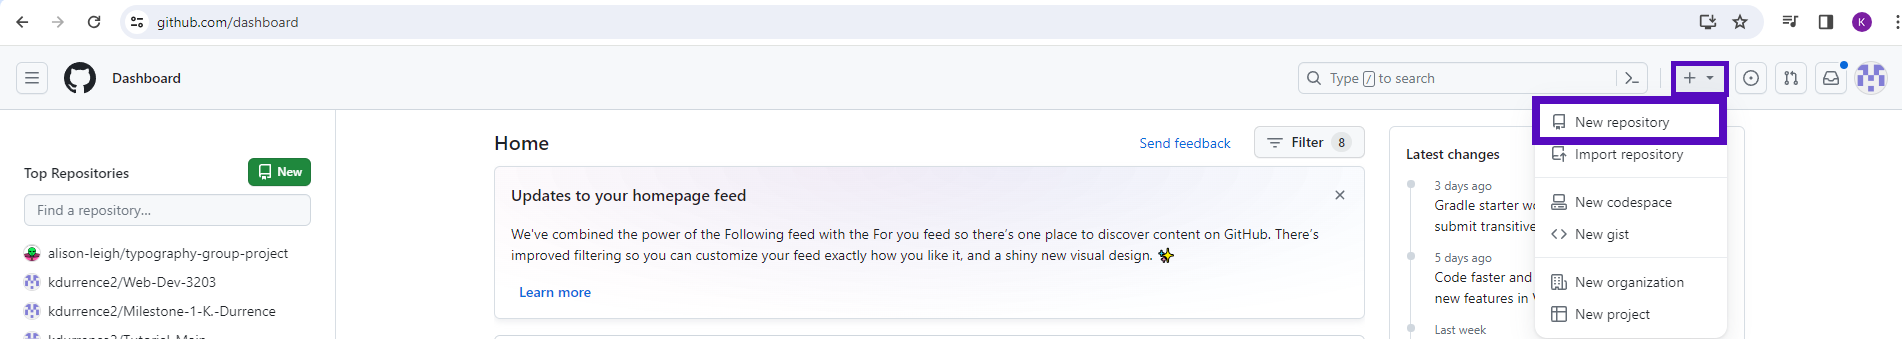 github.com/dashboard
K
Dashboard
Type / to search
New repository
Import repository
New codespace
New gist
New organization
New project
Top Repositories
New
Find a repository...
alison-leigh/typography-group-project
kdurrence2/Web-Dev-3203
kdurrence2/Milestone-1-K.-Durrence
kdurrence2/Tutorial-Main
Home
Send feedback
Filter 8
Updates to your homepage feed
We've combined the power of the Following feed with the For you feed so there's one place to discover content on GitHub. There's
improved filtering so you can customize your feed exactly how you like it, and a shiny new visual design. ✨
Learn more
Latest changes
3 days ago
Gradle starter
submit transitive
5 days ago
Code faster and
new features in
Last week